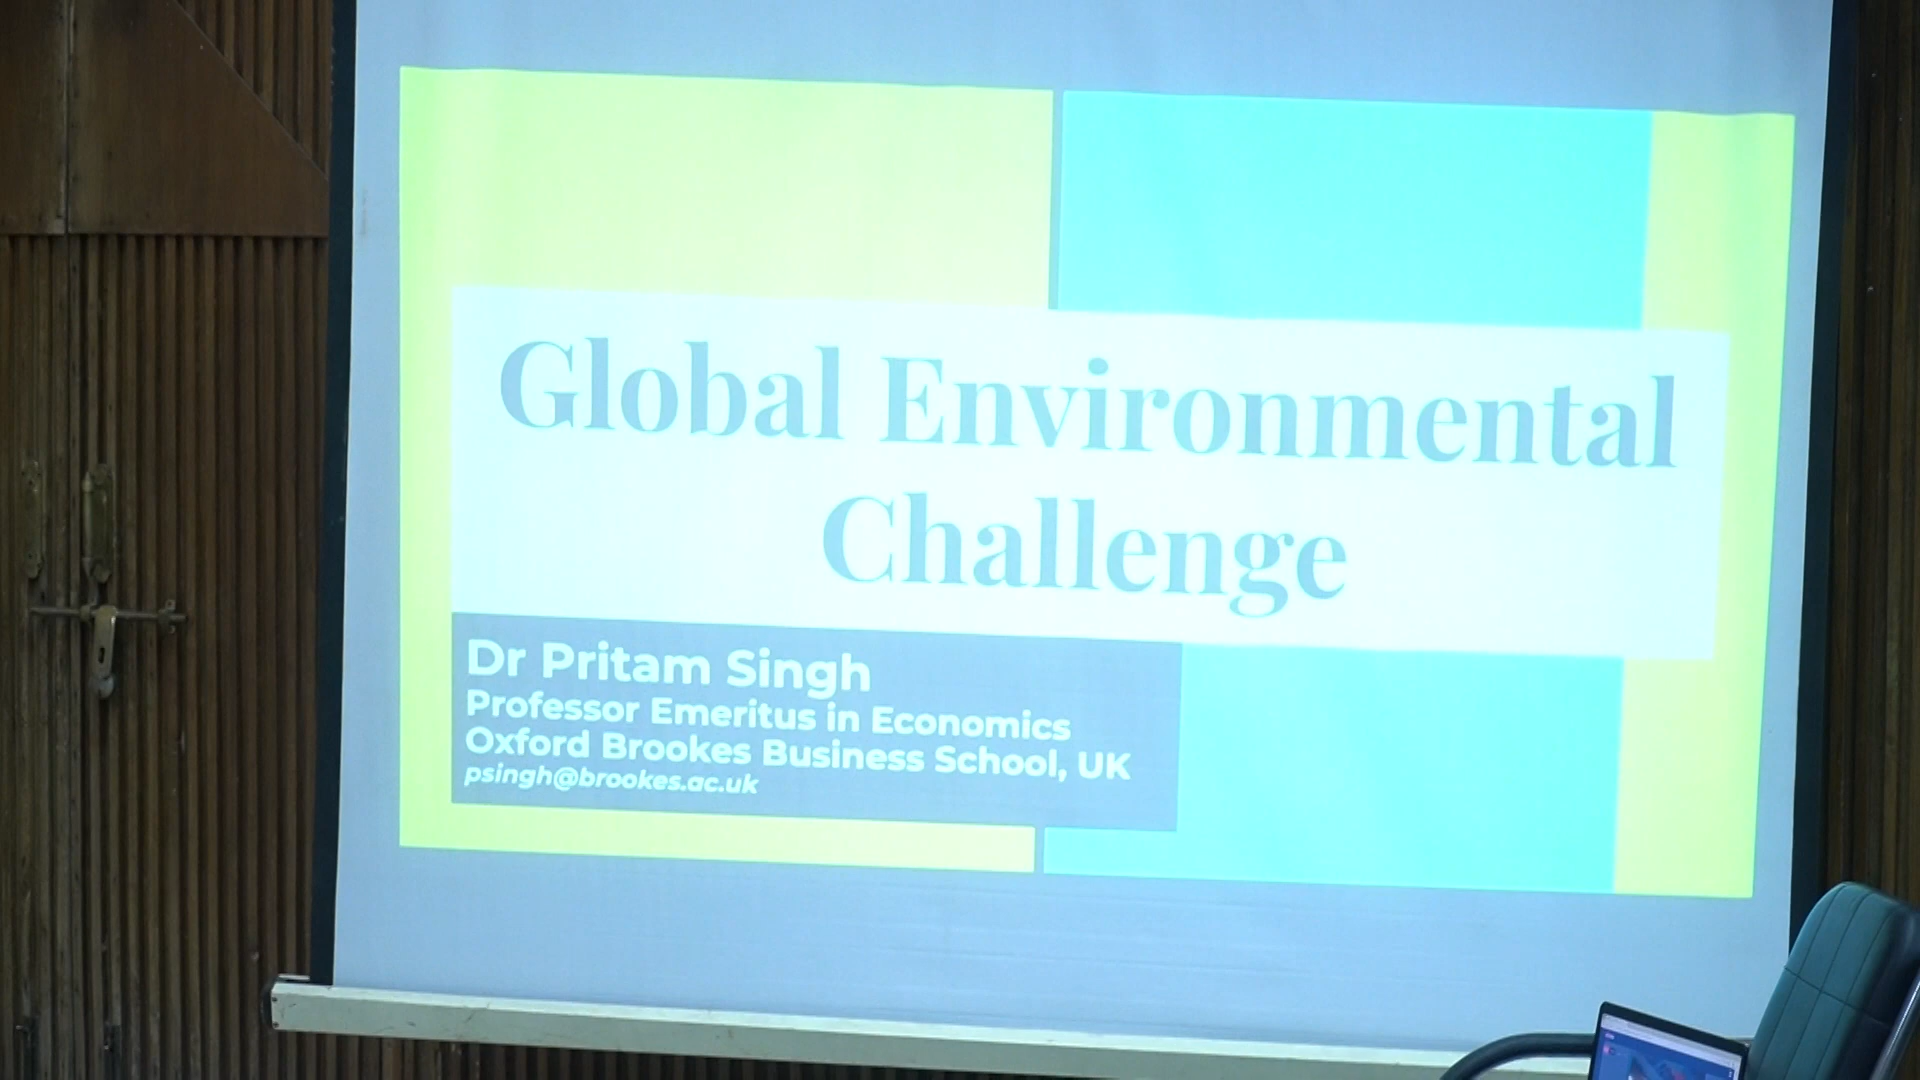 Global Environmental
Challenge
Dr Pritam Singh
Professor Emeritus in Economics
Oxford Brookes Business School, UK
psingh@brookes.ac.uk